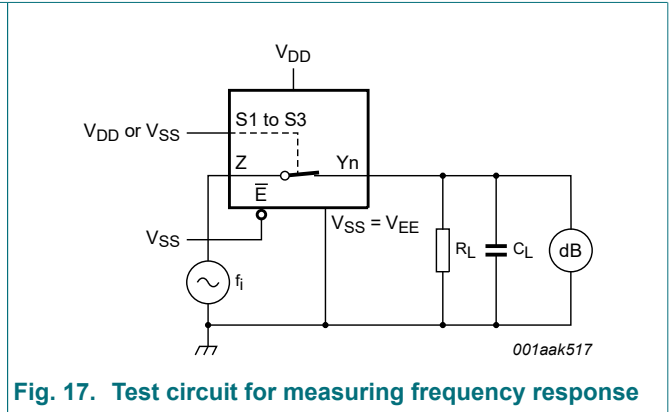 VDD
S1 to S3
VDD or VSS
Z
Yn
E̅
VSS = VEE
VSS
RL
CL
dB
fi
001aak517
Fig. 17. Test circuit for measuring frequency response